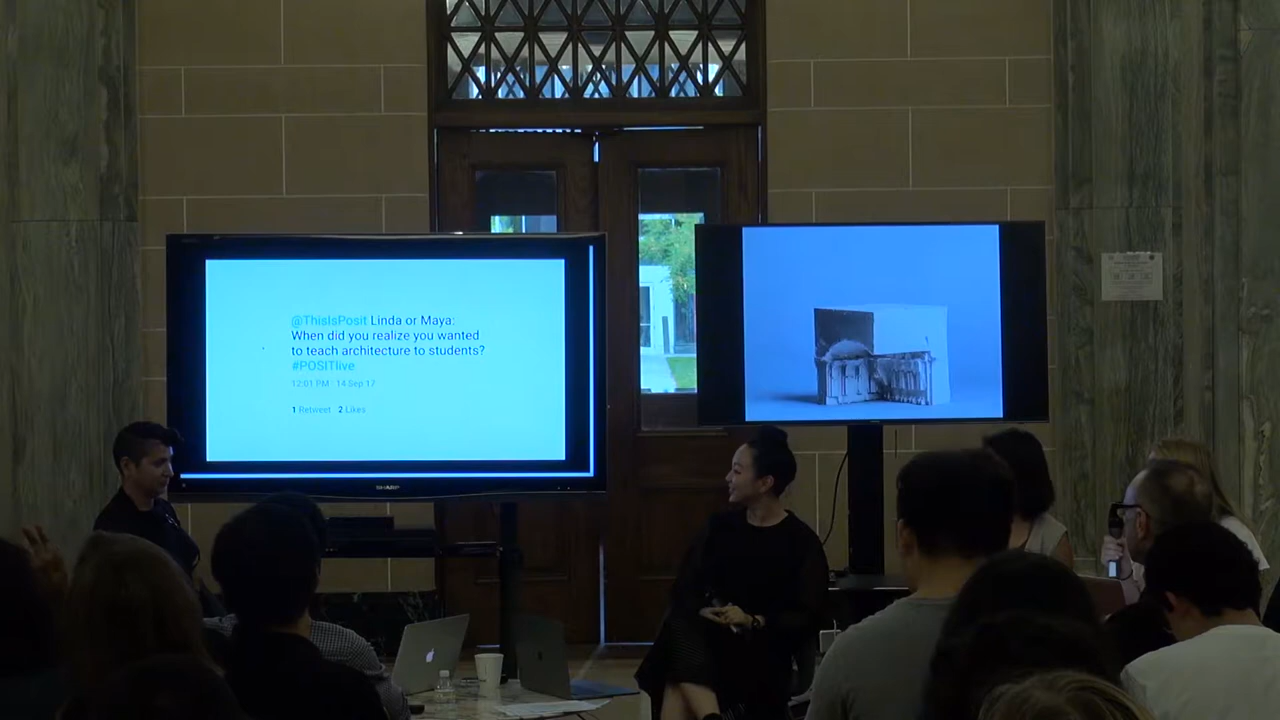 @ThisIsPosit Linda or Maya:
When did you realize you wanted
to teach architecture to students?
#POSITlive
12:01 PM 14 Sep 17
1 Retweet 2 Likes
SHARP